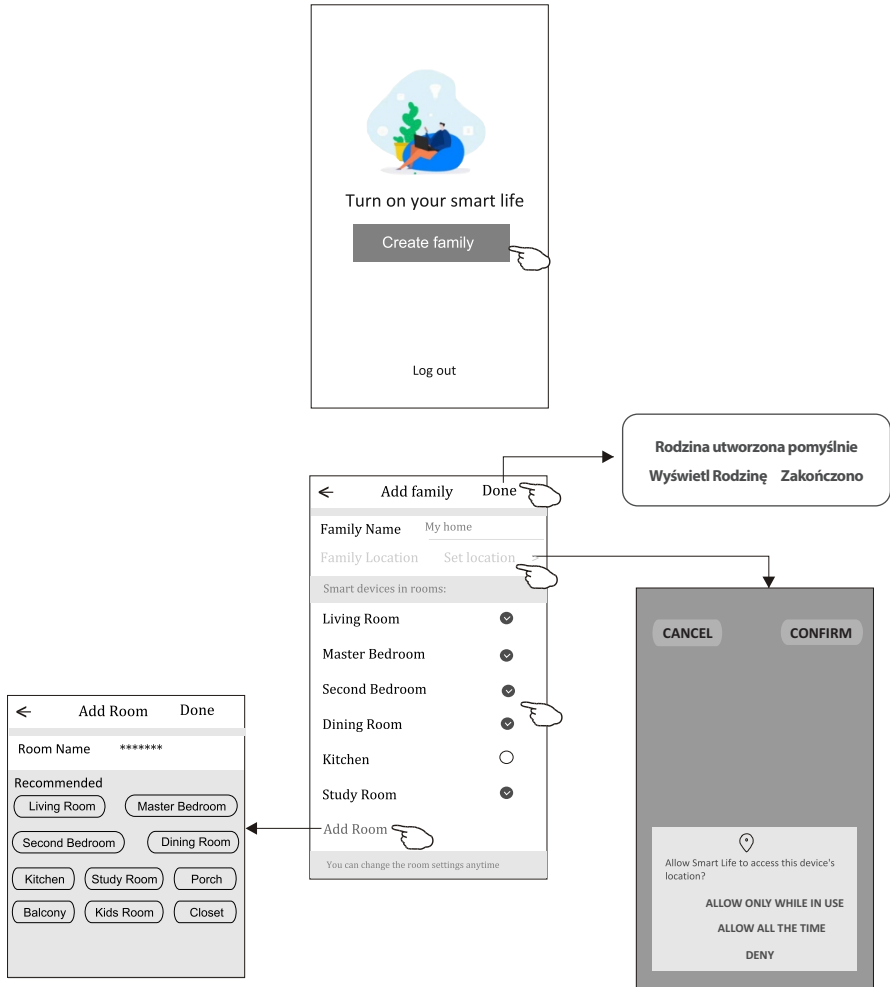 Turn on your smart life
Create family
Log out
Rodzina utworzona pomyślnie
Wyświetl Rodzinę Zakończono
Add family Done
Family Name My home
Family Location Set location >
Smart devices in rooms:
Living Room
Master Bedroom
Second Bedroom
Dining Room
Kitchen
Study Room
Add Room
You can change the room settings anytime
CANCEL CONFIRM
Allow Smart Life to access this device's
location?
ALLOW ONLY WHILE IN USE
ALLOW ALL THE TIME
DENY
Add Room Done
Room Name *******
Recommended
Living Room Master Bedroom
Second Bedroom Dining Room
Kitchen Study Room Porch
Balcony Kids Room Closet